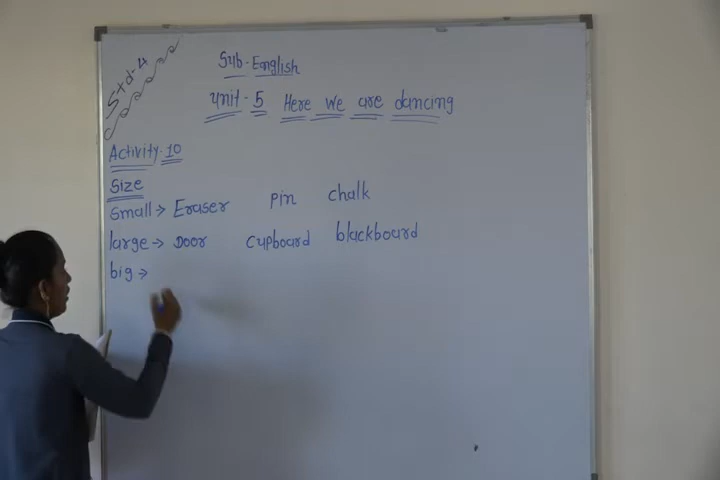 Std-4
Sub-English
Unit-5 Here we are dancing
Activity-10
Size
small → Eraser pin chalk
large → Door cupboard blackboard
big →